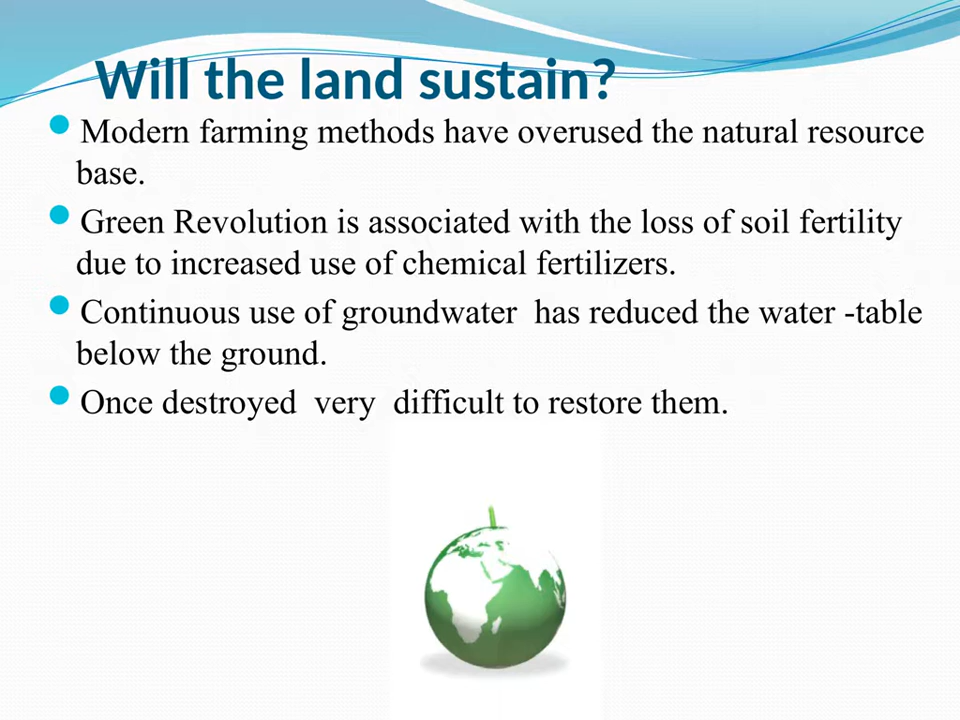 Will the land sustain?
Modern farming methods have overused the natural resource
base.
Green Revolution is associated with the loss of soil fertility
due to increased use of chemical fertilizers.
Continuous use of groundwater  has reduced the water -table
below the ground.
Once destroyed  very  difficult to restore them.